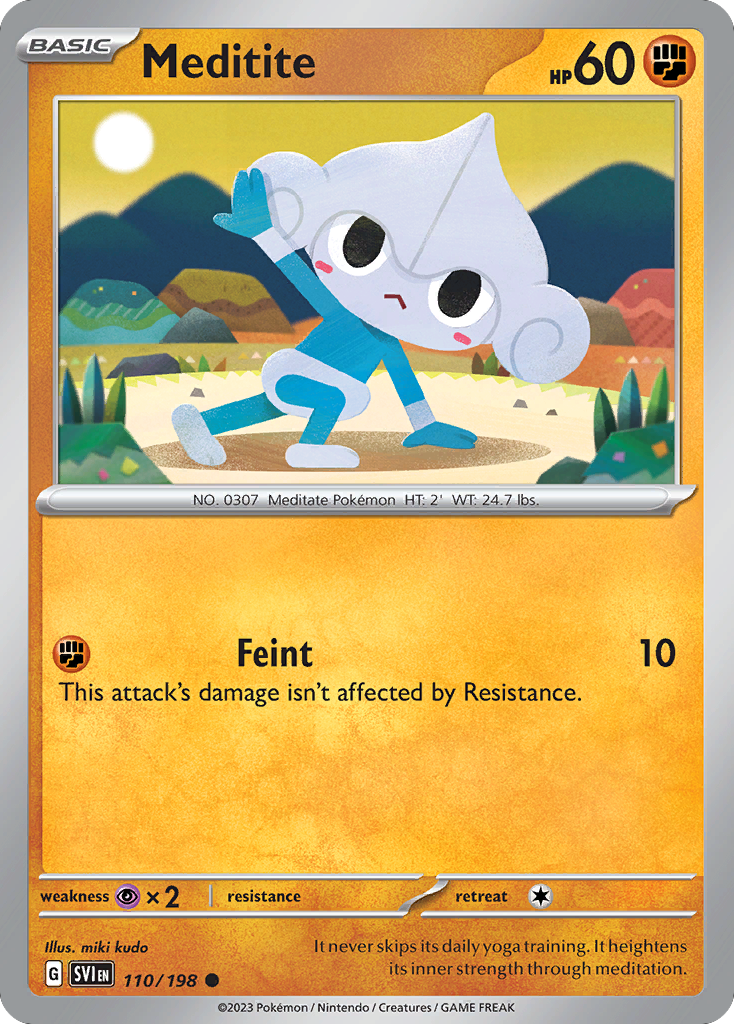 BASIC Meditite HP60
NO. 0307 Meditate Pokémon HT: 2' WT: 24.7 lbs.
Feint 10
This attack's damage isn't affected by Resistance.
weakness ×2 resistance retreat
Illus. miki kudo
It never skips its daily yoga training. It heightens
its inner strength through meditation.
G SVI EN 110/198
©2023 Pokémon / Nintendo / Creatures / GAME FREAK